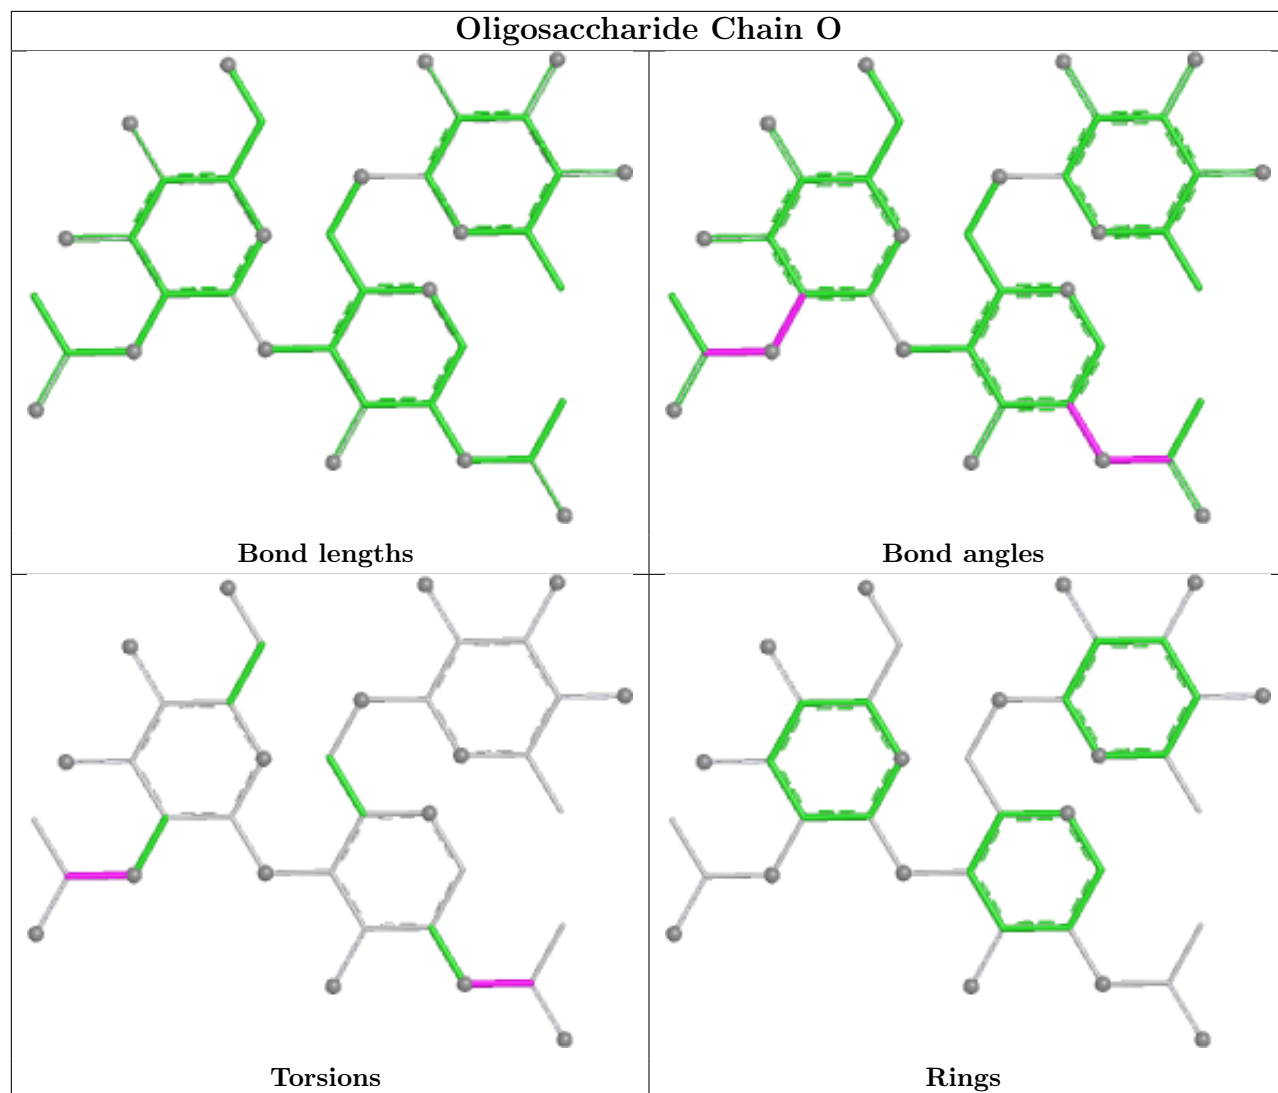 Oligosaccharide Chain O
Bond lengths
Bond angles
Torsions
Rings